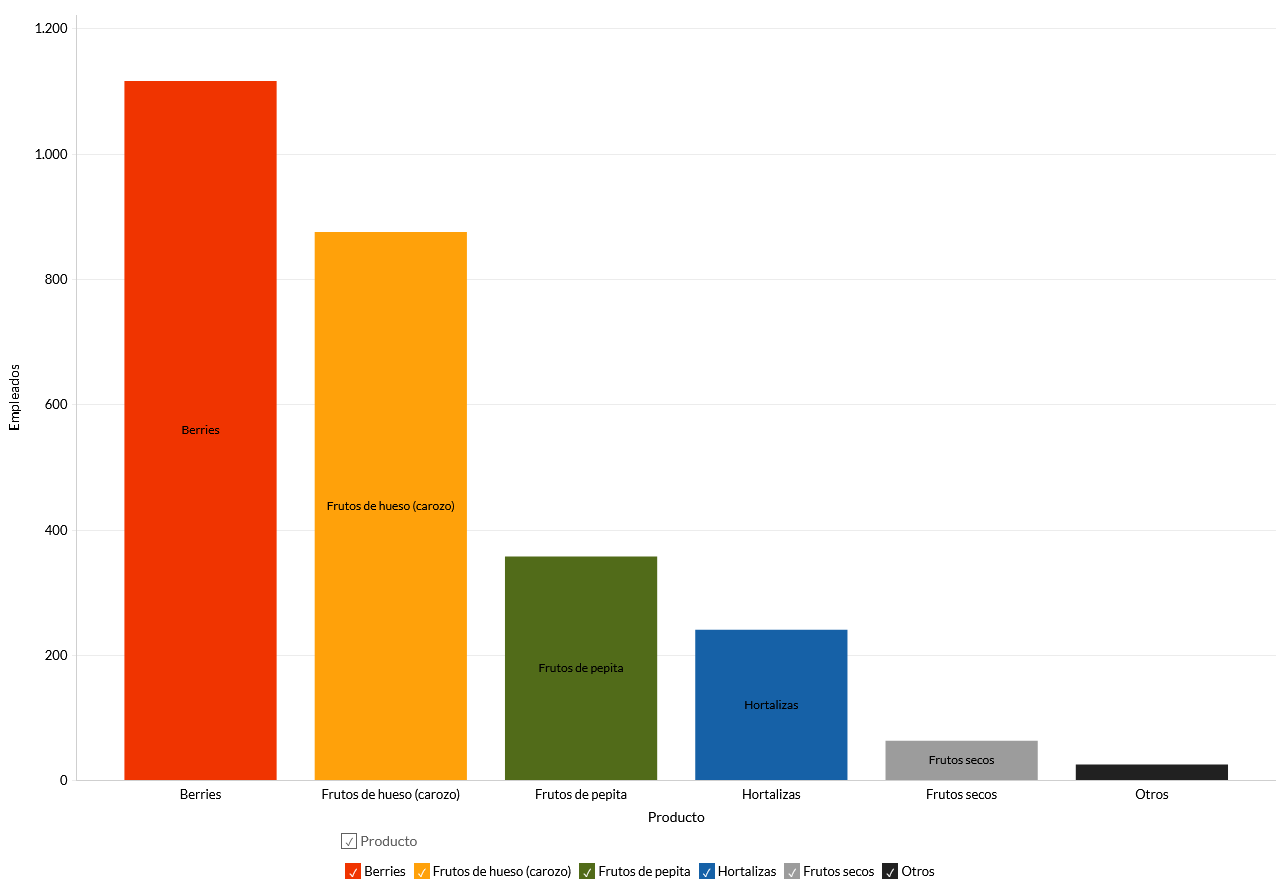 1.200
1.000
800
600
400
200
0
Empleados
Berries
Frutos de hueso (carozo)
Frutos de pepita
Hortalizas
Frutos secos
Berries Frutos de hueso (carozo) Frutos de pepita Hortalizas Frutos secos Otros
Producto
Producto
Berries Frutos de hueso (carozo) Frutos de pepita Hortalizas Frutos secos Otros